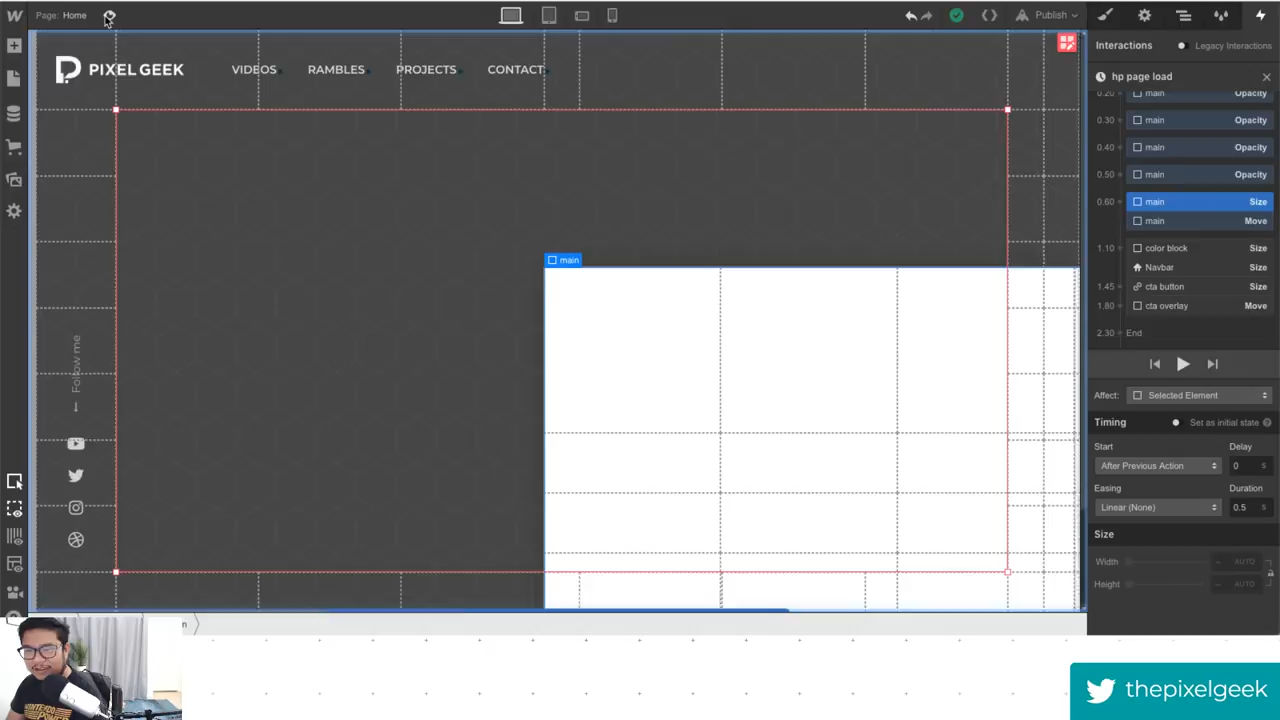 Page: Home
Publish
PIXEL GEEK
VIDEOS
RAMBLES
PROJECTS
CONTACT
Follow me
main
Interactions
Legacy Interactions
hp page load
0.20
main
Opacity
0.30
main
Opacity
0.40
main
Opacity
0.50
main
Opacity
0.60
main
Size
main
Move
1.10
color block
Size
Navbar
Size
cta button
Size
1.45
1.80
cta overlay
Move
2.30
End
Affect:
Selected Element
Timing
Set as initial state
Start
Delay
After Previous Action
0
S
Easing
Duration
Linear (None)
0.5
S
Size
Width
- AUTO
Height
- AUTO
thepixelgeek